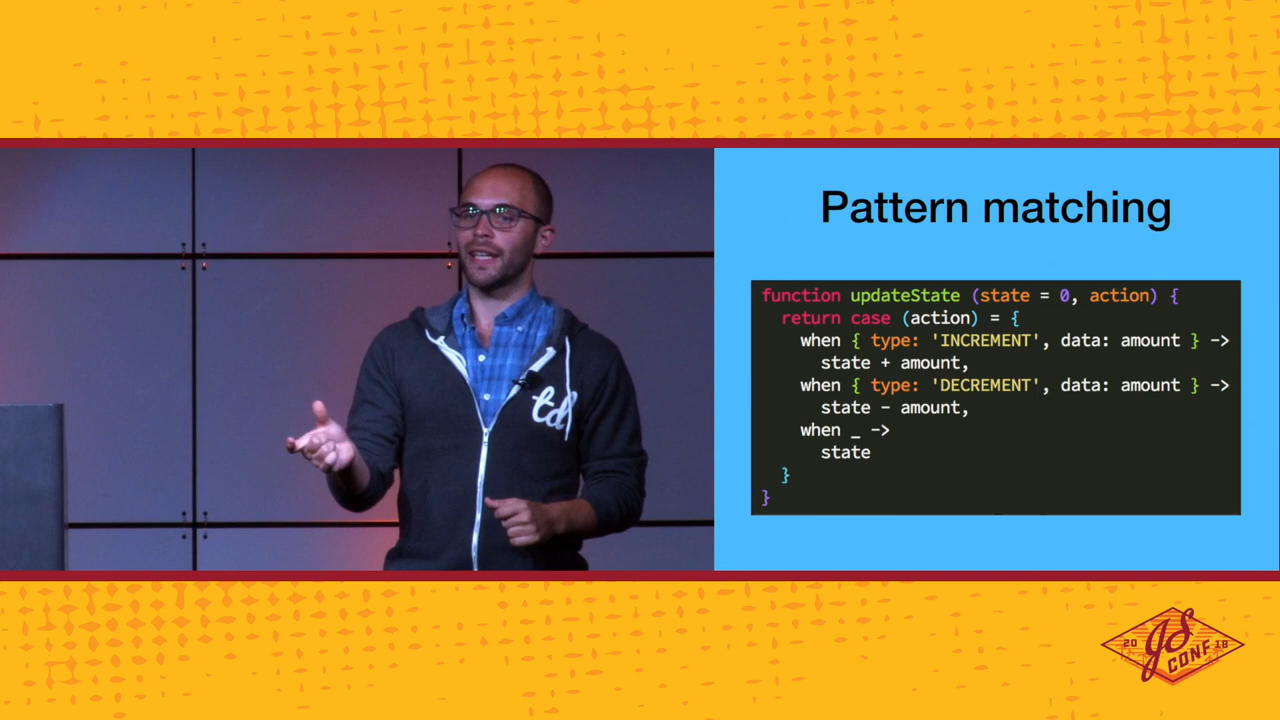 Pattern matching
function updateState (state = 0, action) {
  return case (action) = {
    when { type: 'INCREMENT', data: amount } ->
      state + amount,
    when { type: 'DECREMENT', data: amount } ->
      state - amount,
    when _ ->
      state
  }
}
td
20 JS CONF 18